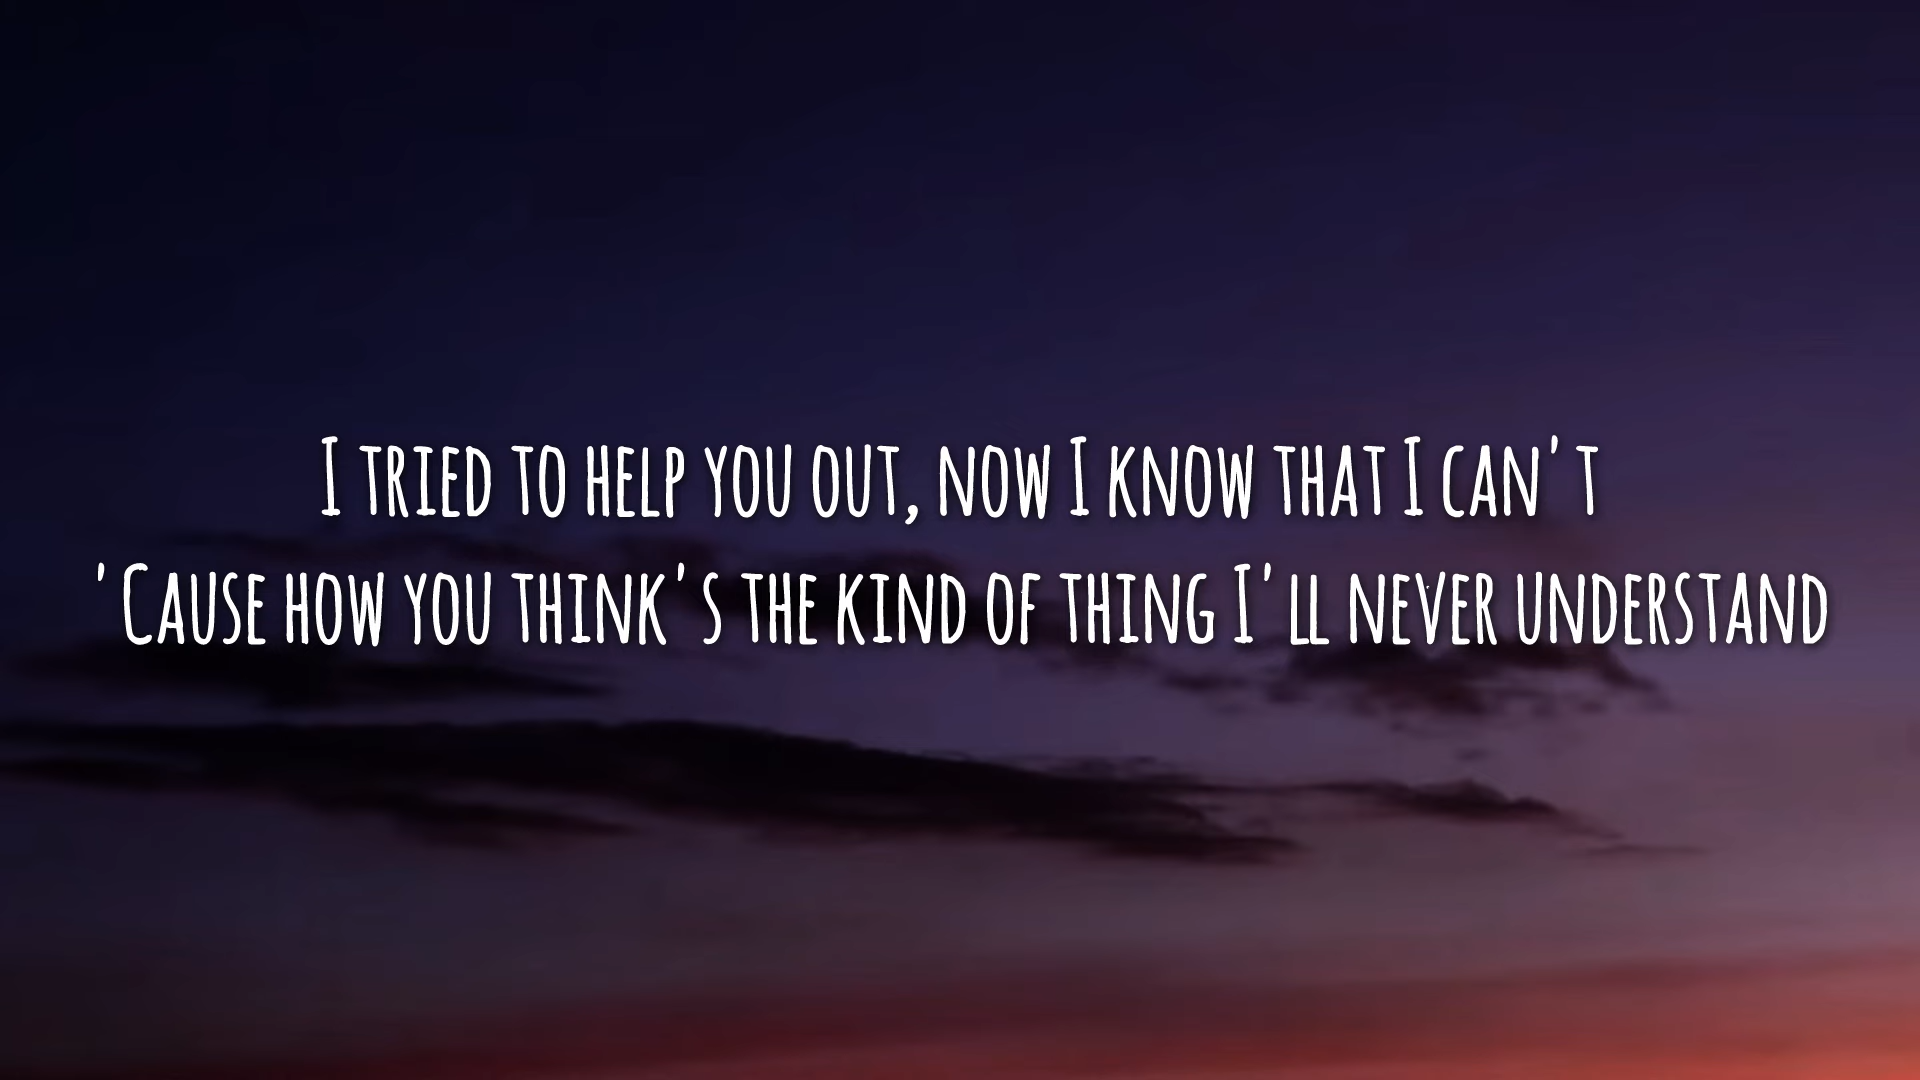 I tried to help you out, now I know that I can't
'Cause how you think's the kind of thing I'll never understand